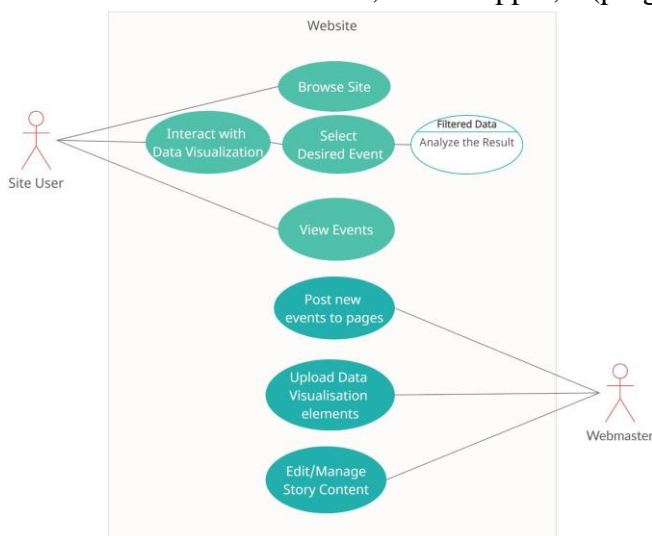 Website
Browse Site
Interact with
Data Visualization
Select
Desired Event
Filtered Data
Analyze the Result
Site User
View Events
Post new
events to pages
Upload Data
Visualisation
elements
Webmaster
Edit/Manage
Story Content